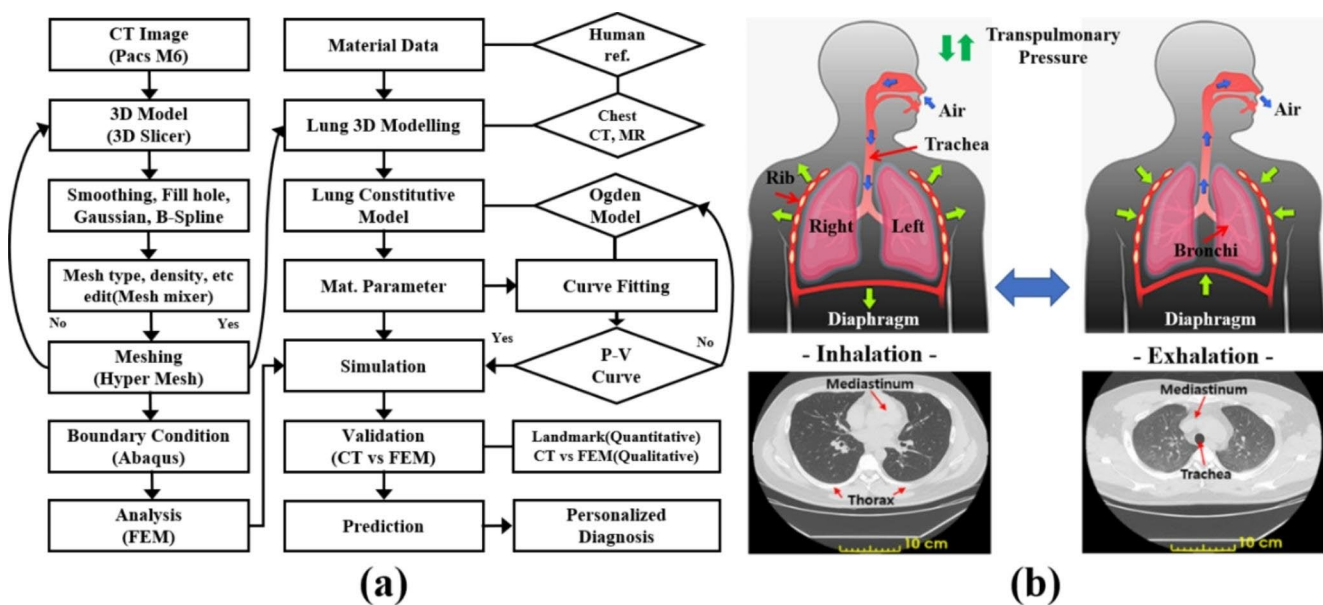 CT Image
(Pacs M6)
3D Model
(3D Slicer)
Smoothing, Fill hole,
Gaussian, B-Spline
Mesh type, density, etc
edit(Mesh mixer)
No
Yes
Meshing
(Hyper Mesh)
Boundary Condition
(Abaqus)
Analysis
(FEM)
Material Data
Human
ref.
Lung 3D Modelling
Chest
CT, MR
Lung Constitutive
Model
Ogden
Model
Mat. Parameter
Curve Fitting
Yes
No
Simulation
P-V
Curve
Validation
(CT vs FEM)
Landmark(Quantitative)
CT vs FEM(Qualitative)
Prediction
Personalized
Diagnosis
(a)
Transpulmonary
Pressure
Air
Trachea
Rib
Right
Left
Diaphragm
- Inhalation -
Mediastinum
Thorax
10 cm
Air
Bronchi
Diaphragm
- Exhalation -
Mediastinum
Trachea
10 cm
(b)